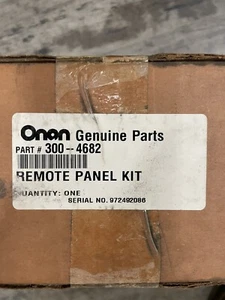 Onan Genuine Parts
PART # 300-4682
REMOTE PANEL KIT
QUANTITY: ONE
SERIAL NO. 972492086